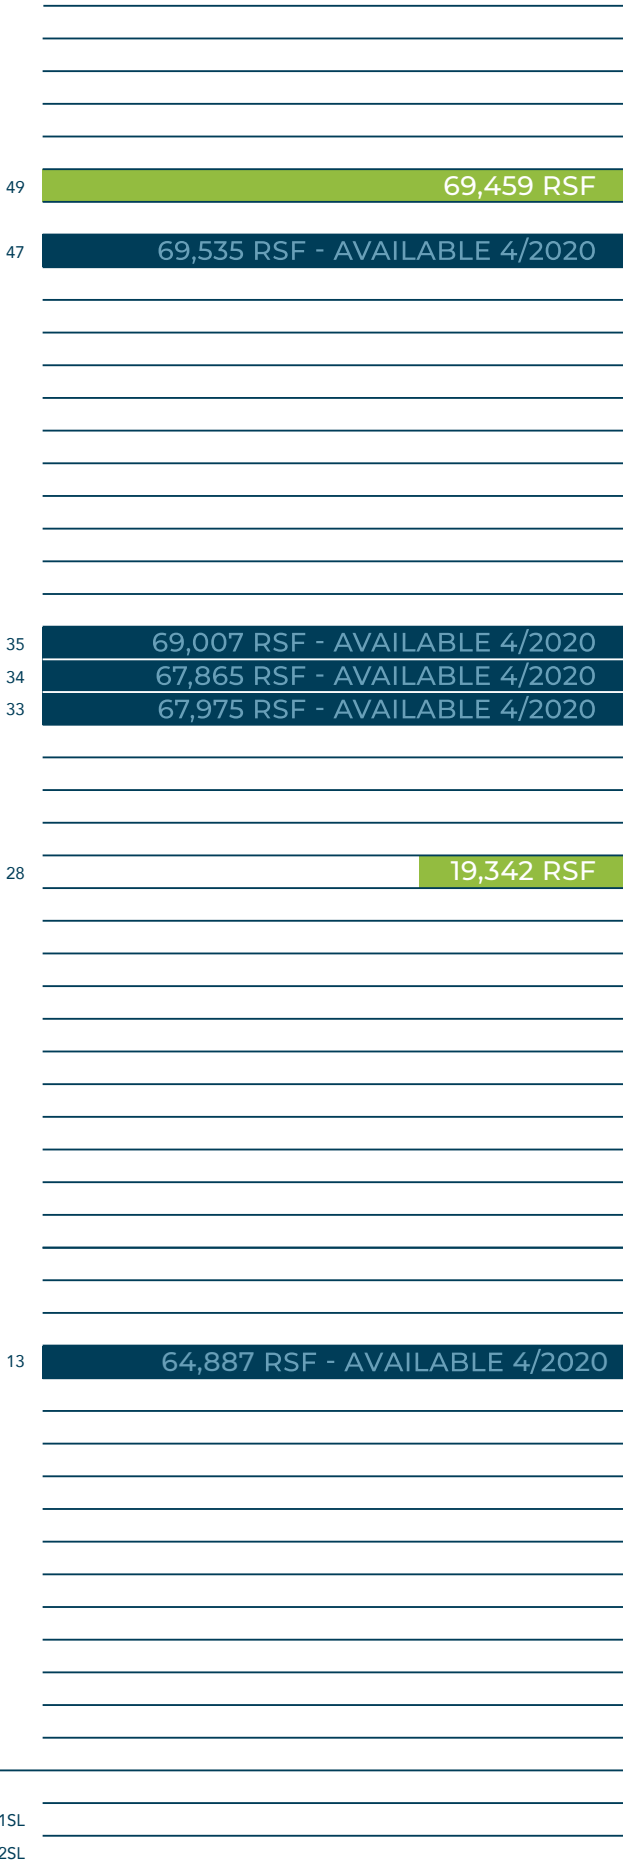 49 69,459 RSF
47 69,535 RSF - AVAILABLE 4/2020
35 69,007 RSF - AVAILABLE 4/2020
34 67,865 RSF - AVAILABLE 4/2020
33 67,975 RSF - AVAILABLE 4/2020
28 19,342 RSF
13 64,887 RSF - AVAILABLE 4/2020
1SL
2SL